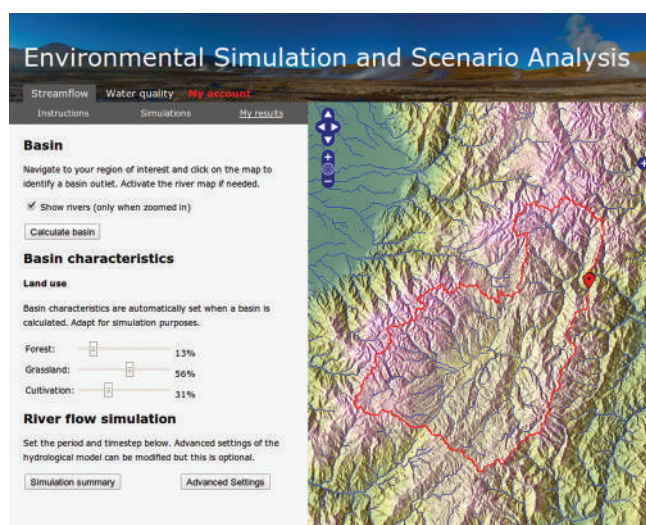 Environmental Simulation and Scenario Analysis
Streamflow Water quality My account
Instructions Simulations My results
Basin
Navigate to your region of interest and click on the map to
identify a basin outlet. Activate the river map if needed.
Show rivers (only when zoomed in)
Calculate basin
Basin characteristics
Land use
Basin characteristics are automatically set when a basin is
calculated. Adapt for simulation purposes.
Forest: 13%
Grassland: 56%
Cultivation: 31%
River flow simulation
Set the period and timestep below. Advanced settings of the
hydrological model can be modified but this is optional.
Simulation summary Advanced Settings